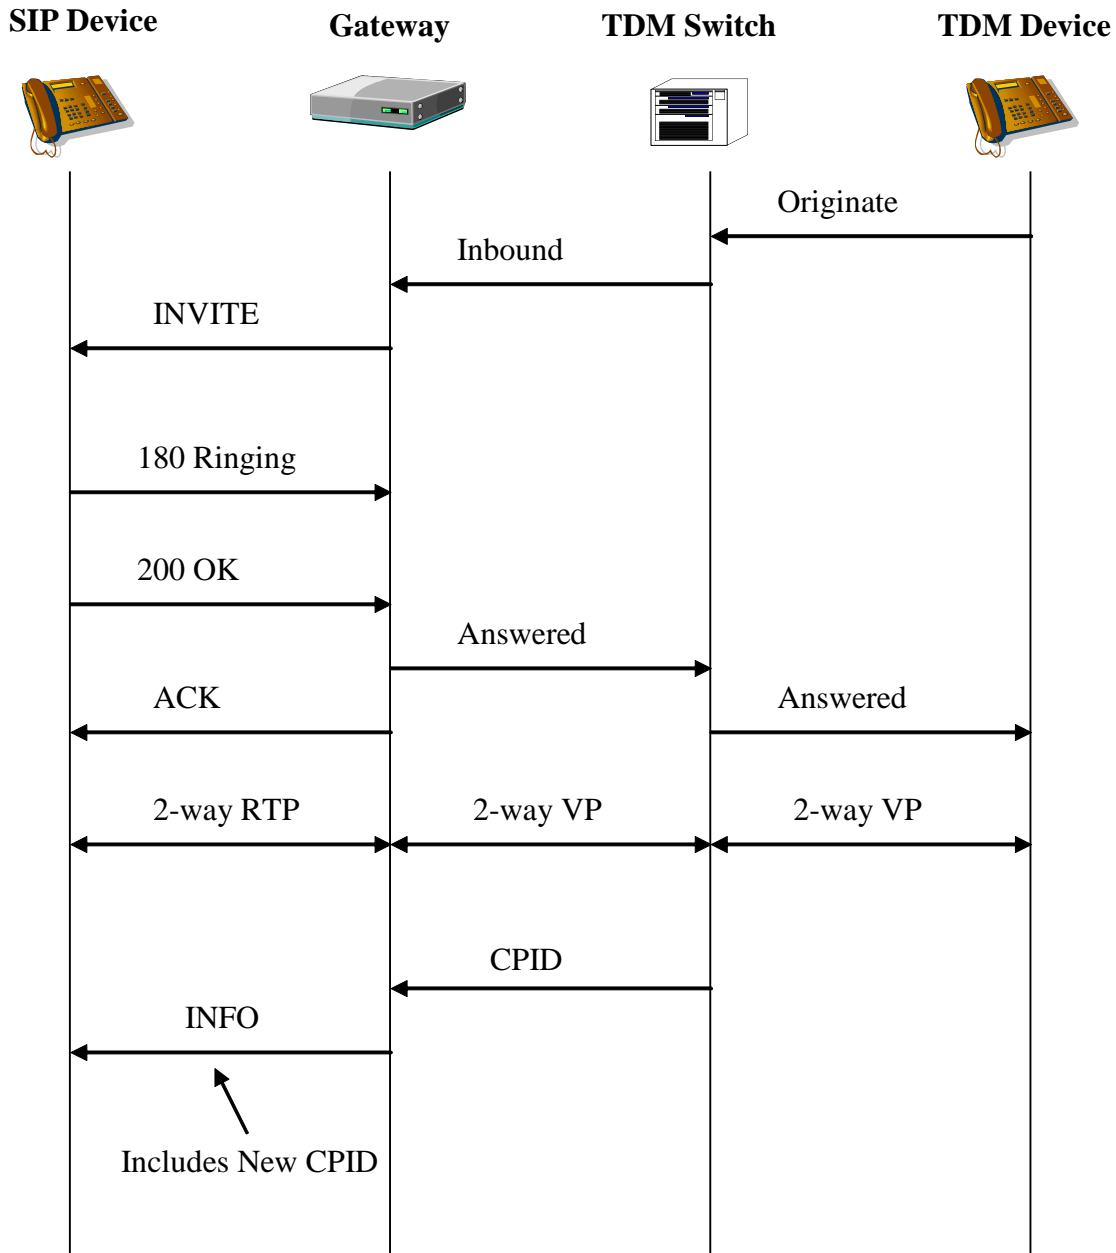 SIP Device
Gateway
TDM Switch
TDM Device
Originate
Inbound
INVITE
180 Ringing
200 OK
Answered
ACK
Answered
2-way RTP
2-way VP
2-way VP
CPID
INFO
Includes New CPID